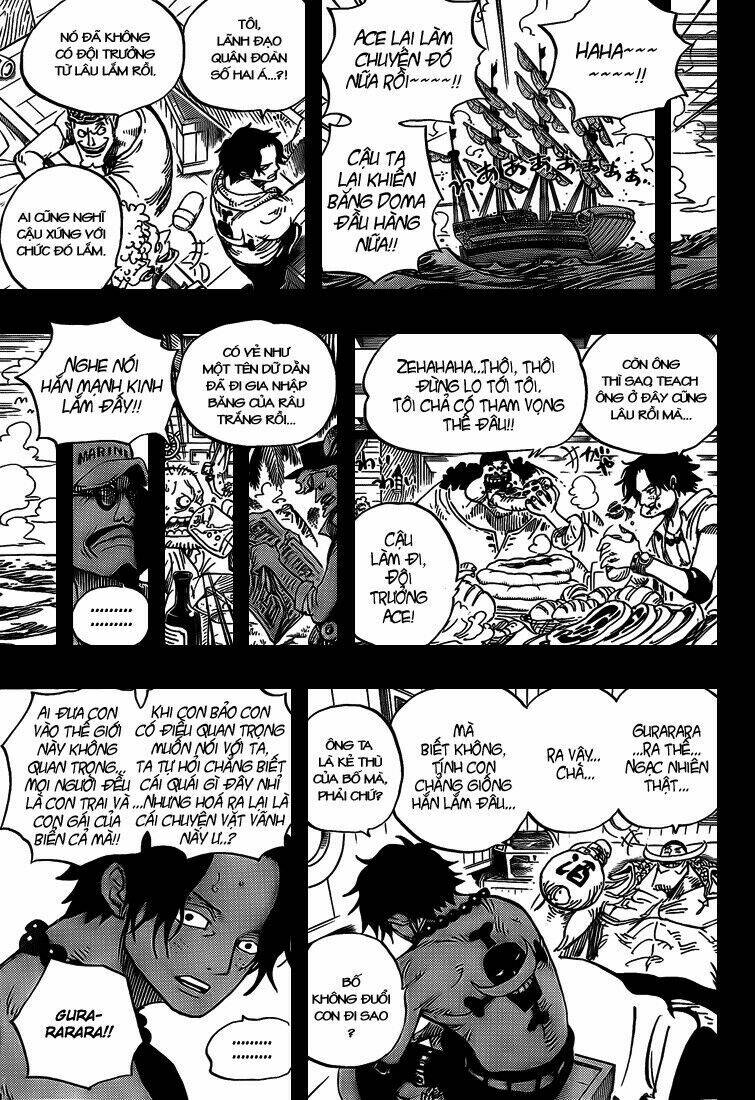 HAHA~~~
~~~~!!
ACE LẠI LÀM
CHUYỆN ĐÓ
NỮA RỒI~~~~!!
CẬU TA
LẠI KHIẾN
BĂNG DOMA
ĐẦU HÀNG
NỮA!!
TÔI,
LÃNH ĐẠO
QUÂN ĐOÀN
SỐ HAI Á...?!
NÓ ĐÃ KHÔNG
CÓ ĐỘI TRƯỞNG
TỪ LÂU LẮM RỒI.
AI CŨNG NGHĨ
CẬU XỨNG VỚI
CHỨC ĐÓ LẮM.
CÒN ÔNG
THÌ SAO, TEACH
ÔNG Ở ĐÂY CŨNG
LÂU RỒI MÀ...
ZEHAHAHA...THÔI, THÔI
ĐỪNG LO TỚI TÔI,
TÔI CHẢ CÓ THAM VỌNG
THẾ ĐÂU!!
CẬU
LÀM ĐI,
ĐỘI
TRƯỞNG
ACE!
CÓ VẺ NHƯ
MỘT TÊN DỮ DẰN
ĐÃ ĐI GIA NHẬP
BĂNG CỦA RÂU
TRẮNG RỒI...
NGHE NÓI
HẮN MẠNH KINH
LẮM ĐẤY!!
MARINE
..........
..........
GURARARA
...RA THẾ...
NGẠC NHIÊN
THẬT...
RA VẬY...
CHÀ...
MÀ
BIẾT KHÔNG,
TÍNH CON
CHẲNG GIỐNG
HẮN LẮM ĐÂU...
ÔNG TA
LÀ KẺ THÙ
CỦA BỐ MÀ,
PHẢI CHỨ?
酒
BỐ
KHÔNG ĐUỔI
CON ĐI SAO
?
KHI CON BẢO CON
CÓ ĐIỀU QUAN TRỌNG
MUỐN NÓI VỚI TA,
TA TỰ HỎI CHẲNG BIẾT
CÁI QUÁI GÌ ĐÂY NHỈ
...NHƯNG HOÁ RA LẠI LÀ
CÁI CHUYỆN VẶT VÃNH
NÀY Ư..?
AI ĐƯA CON
VÀO THẾ GIỚI
NÀY KHÔNG
QUAN TRỌNG...
MỌI NGƯỜI ĐỀU
LÀ CON TRAI VÀ
CON GÁI CỦA
BIỂN CẢ MÀ!!
GURA-
RARARA!!
..........
..........